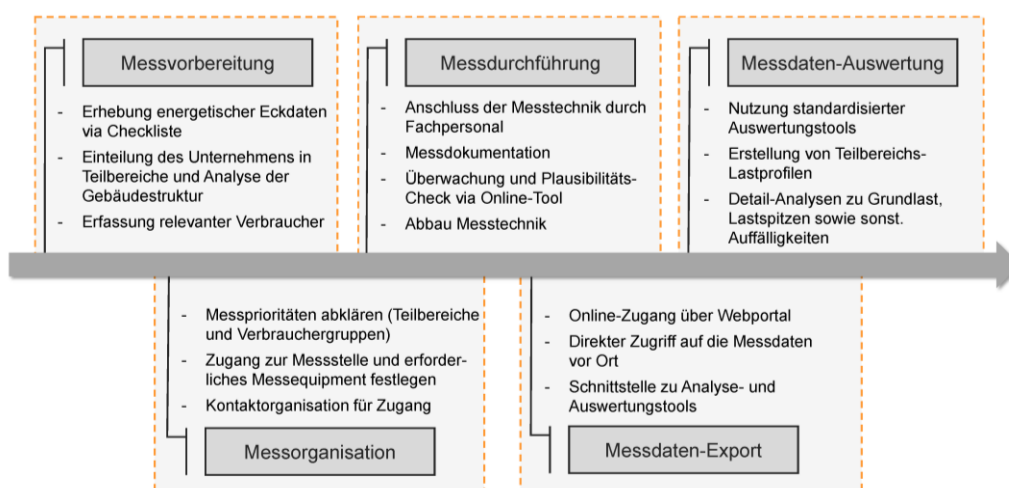 Messvorbereitung
- Erhebung energetischer Eckdaten
via Checkliste
- Einteilung des Unternehmens in
Teilbereiche und Analyse der
Gebäudestruktur
- Erfassung relevanter Verbraucher
Messdurchführung
- Anschluss der Messtechnik durch
Fachpersonal
- Messdokumentation
- Überwachung und Plausibilitäts-
Check via Online-Tool
- Abbau Messtechnik
Messdaten-Auswertung
- Nutzung standardisierter
Auswertungstools
- Erstellung von Teilbereichs-
Lastprofilen
- Detail-Analysen zu Grundlast,
Lastspitzen sowie sonst.
Auffälligkeiten
- Messprioritäten abklären (Teilbereiche
und Verbrauchergruppen)
- Zugang zur Messstelle und erforder-
liches Messequipment festlegen
- Kontaktorganisation für Zugang
Messorganisation
- Online-Zugang über Webportal
- Direkter Zugriff auf die Messdaten
vor Ort
- Schnittstelle zu Analyse- und
Auswertungstools
Messdaten-Export